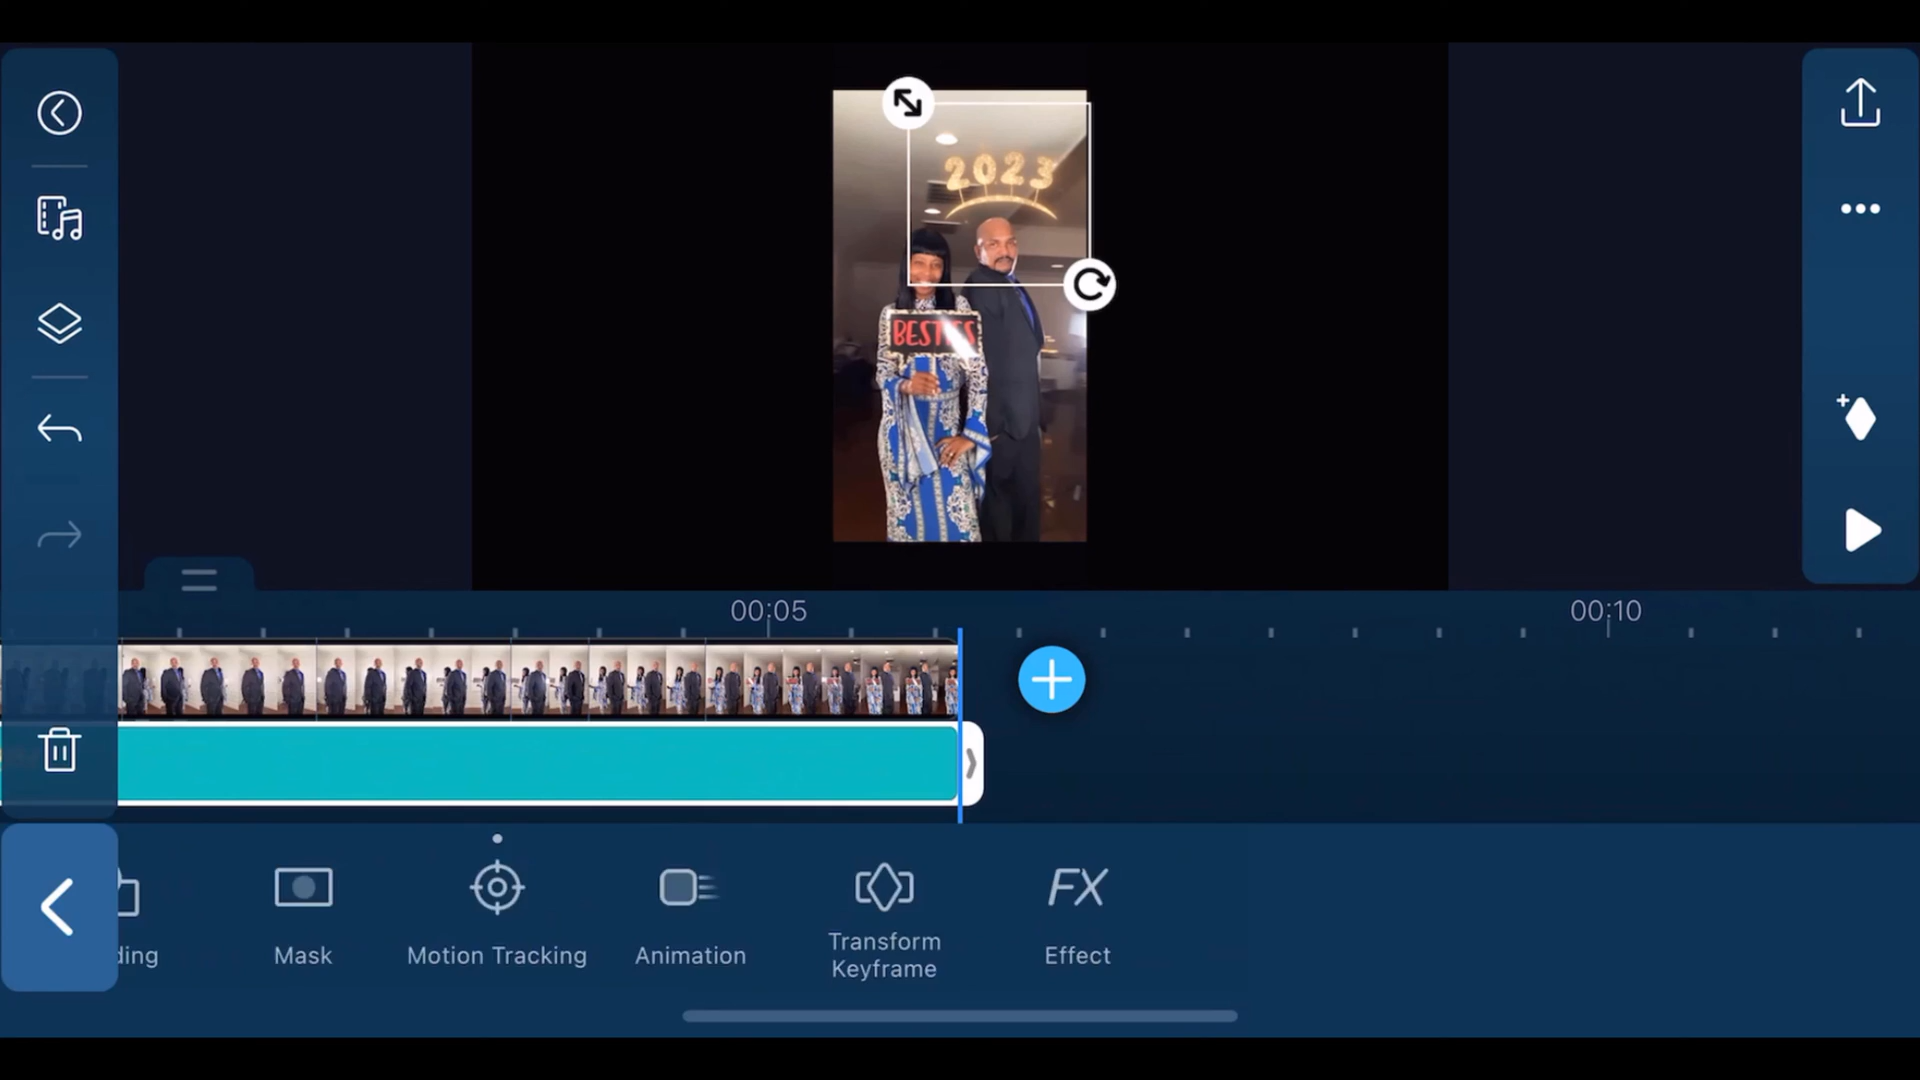 2023
BESTIES
00:05
00:10
ding
Mask
Motion Tracking
Animation
Transform
Keyframe
FX
Effect